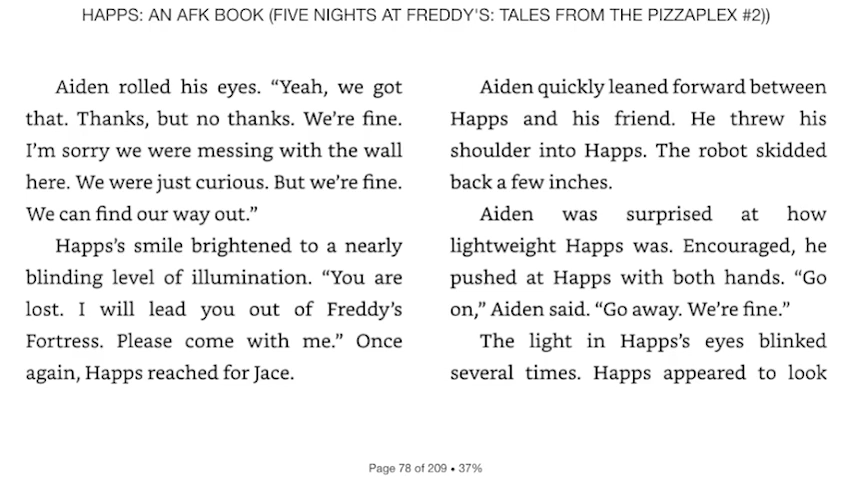 HAPPS: AN AFK BOOK (FIVE NIGHTS AT FREDDY'S: TALES FROM THE PIZZAPLEX #2))
Aiden rolled his eyes. “Yeah, we got
that. Thanks, but no thanks. We’re fine.
I’m sorry we were messing with the wall
here. We were just curious. But we’re fine.
We can find our way out.”
Happs’s smile brightened to a nearly
blinding level of illumination. “You are
lost. I will lead you out of Freddy’s
Fortress. Please come with me.” Once
again, Happs reached for Jace.
Aiden quickly leaned forward between
Happs and his friend. He threw his
shoulder into Happs. The robot skidded
back a few inches.
Aiden was surprised at how
lightweight Happs was. Encouraged, he
pushed at Happs with both hands. “Go
on,” Aiden said. “Go away. We’re fine.”
The light in Happs’s eyes blinked
several times. Happs appeared to look
Page 78 of 209 • 37%